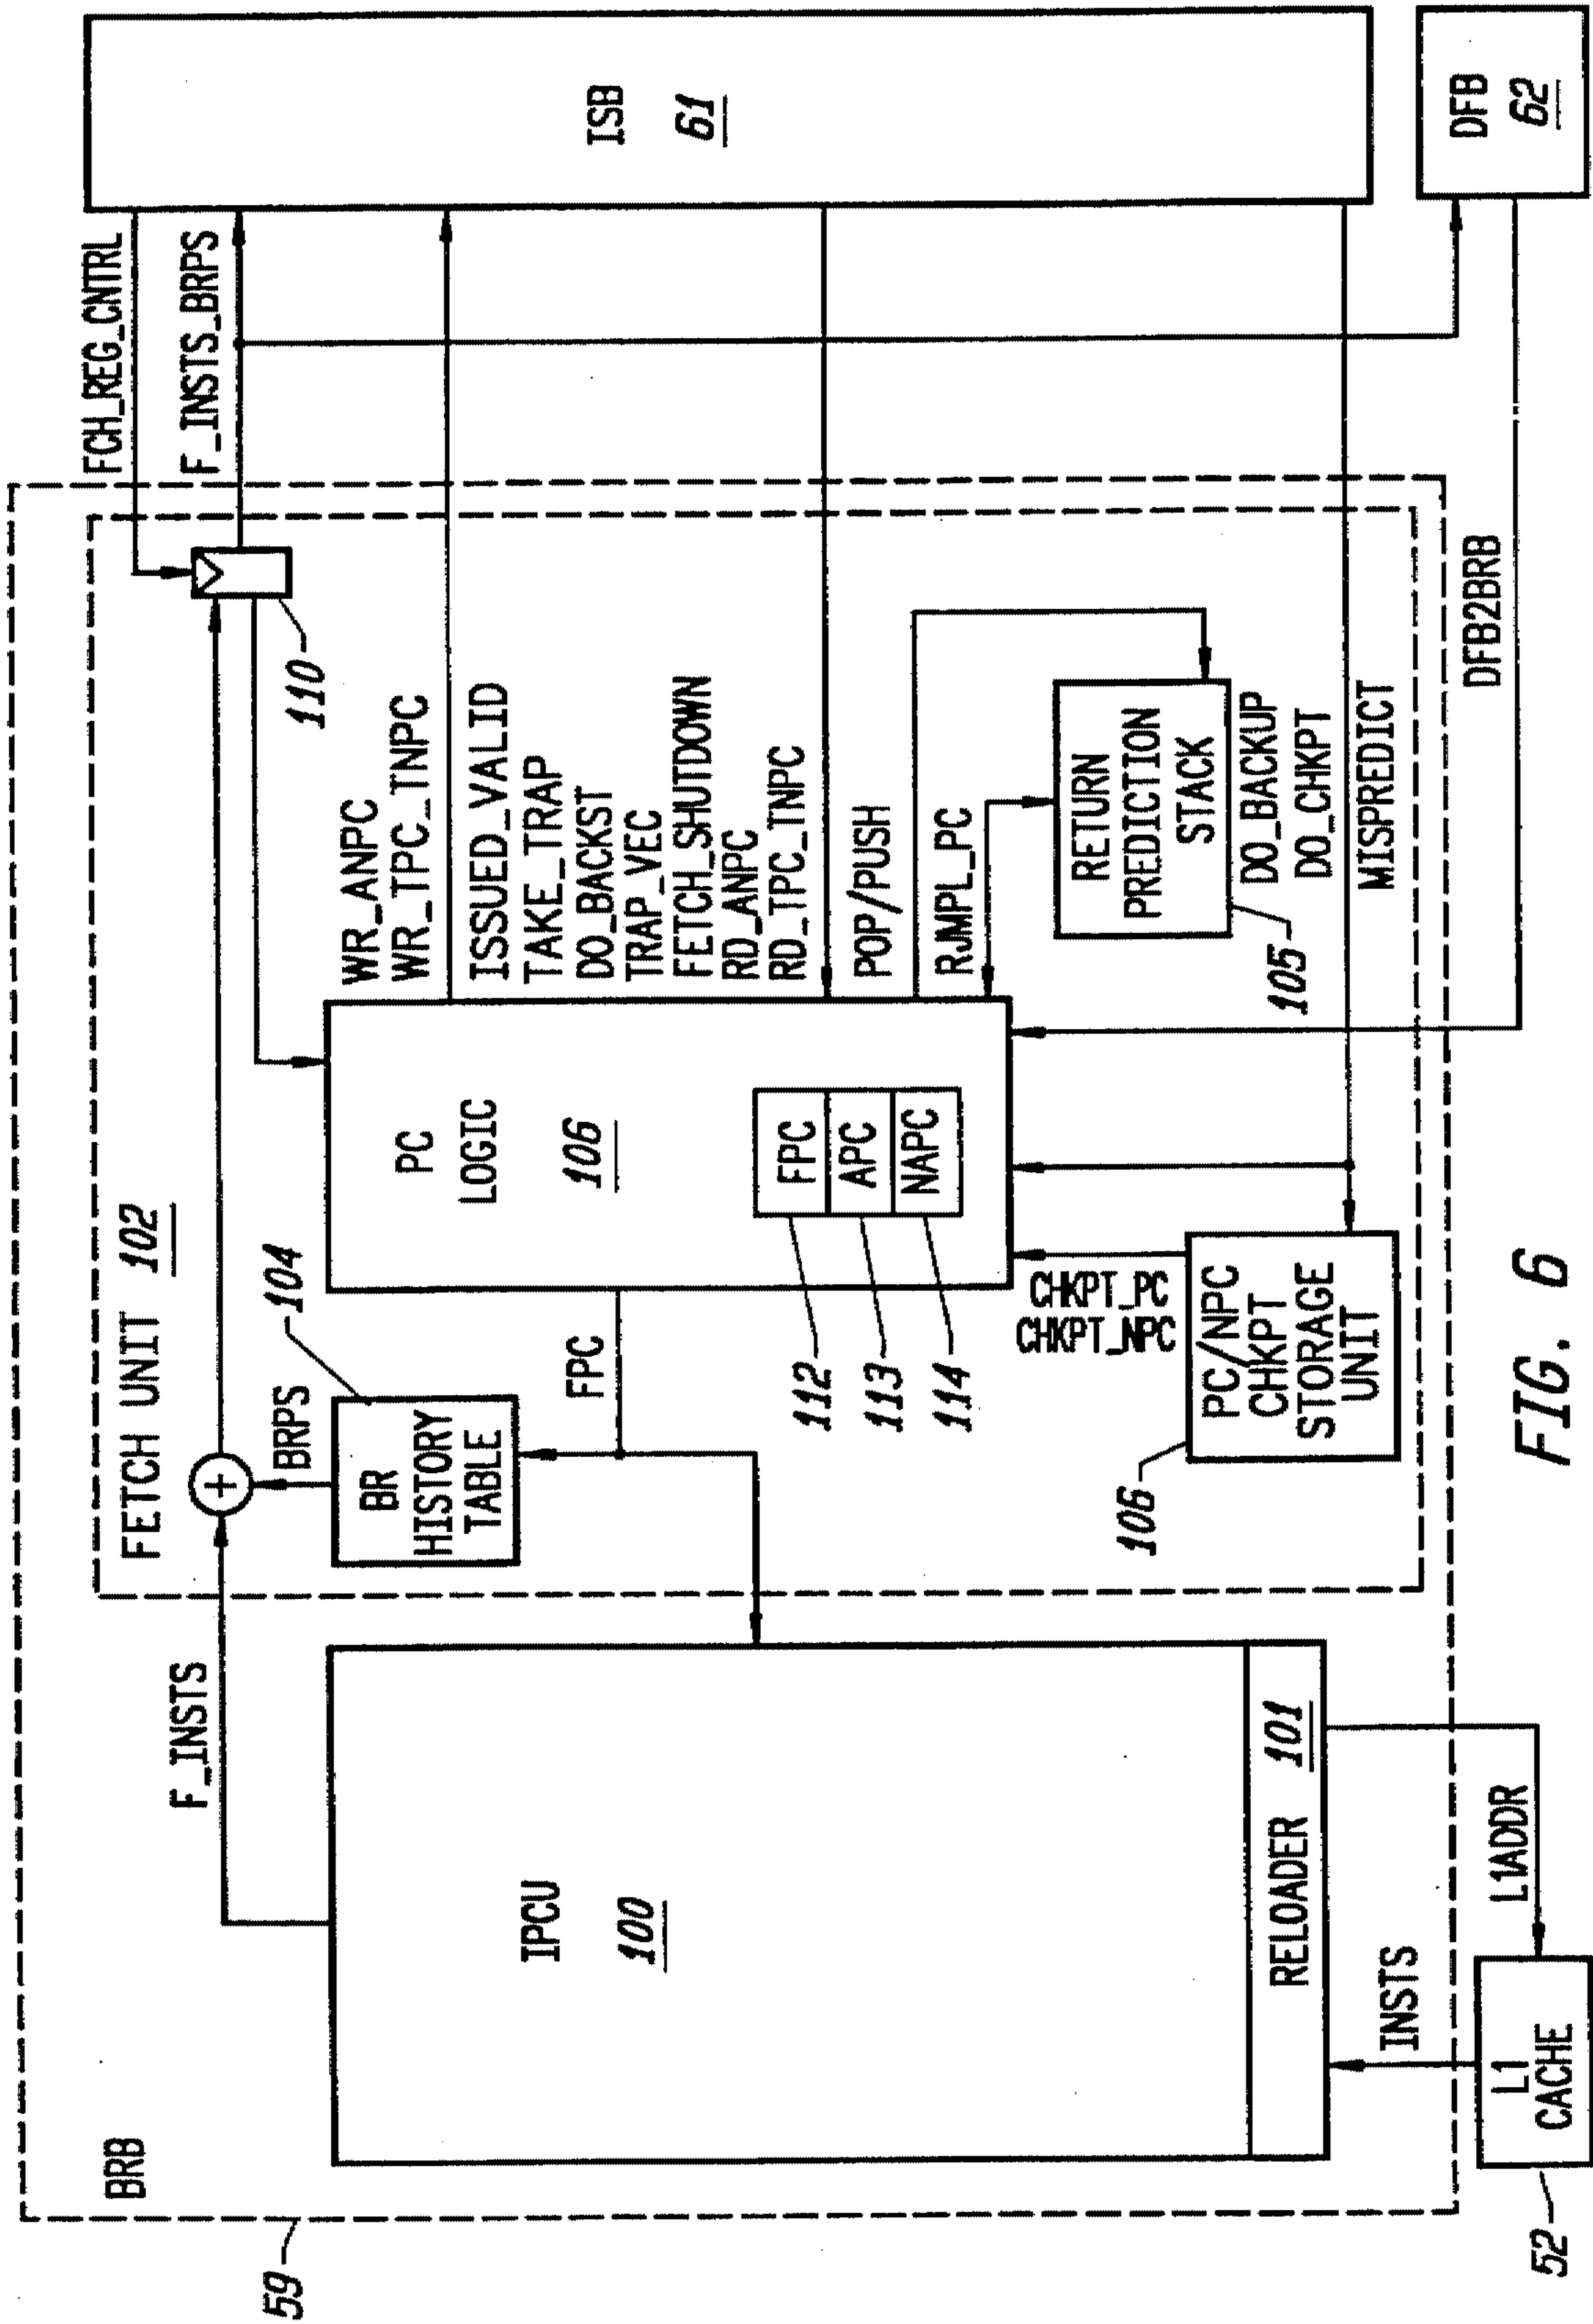 BRB
59
F_INSTS
FETCH UNIT 102
FCH_REG_CNTRL
F_INSTS_BRPS
110
BRPS
104
BR
HISTORY
TABLE
FPC
IPCU
100
RELOADER 101
INSTS
L1ADDR
L1
CACHE
52
PC
LOGIC
106
FPC
APC
NAPC
112
113
114
WR_ANPC
WR_TPC_TNPC
ISSUED_VALID
TAKE_TRAP
DO_BACKST
TRAP_VEC
FETCH_SHUTDOWN
RD_ANPC
RD_TPC_TNPC
POP/PUSH
RJMPL_PC
RETURN
PREDICTION
STACK
105
DO_BACKUP
DO_CHKPT
MISPREDICT
CHKPT_PC
CHKPT_NPC
PC/NPC
CHKPT
STORAGE
UNIT
106
DFB2BRB
ISB
61
DFB
62
FIG. 6